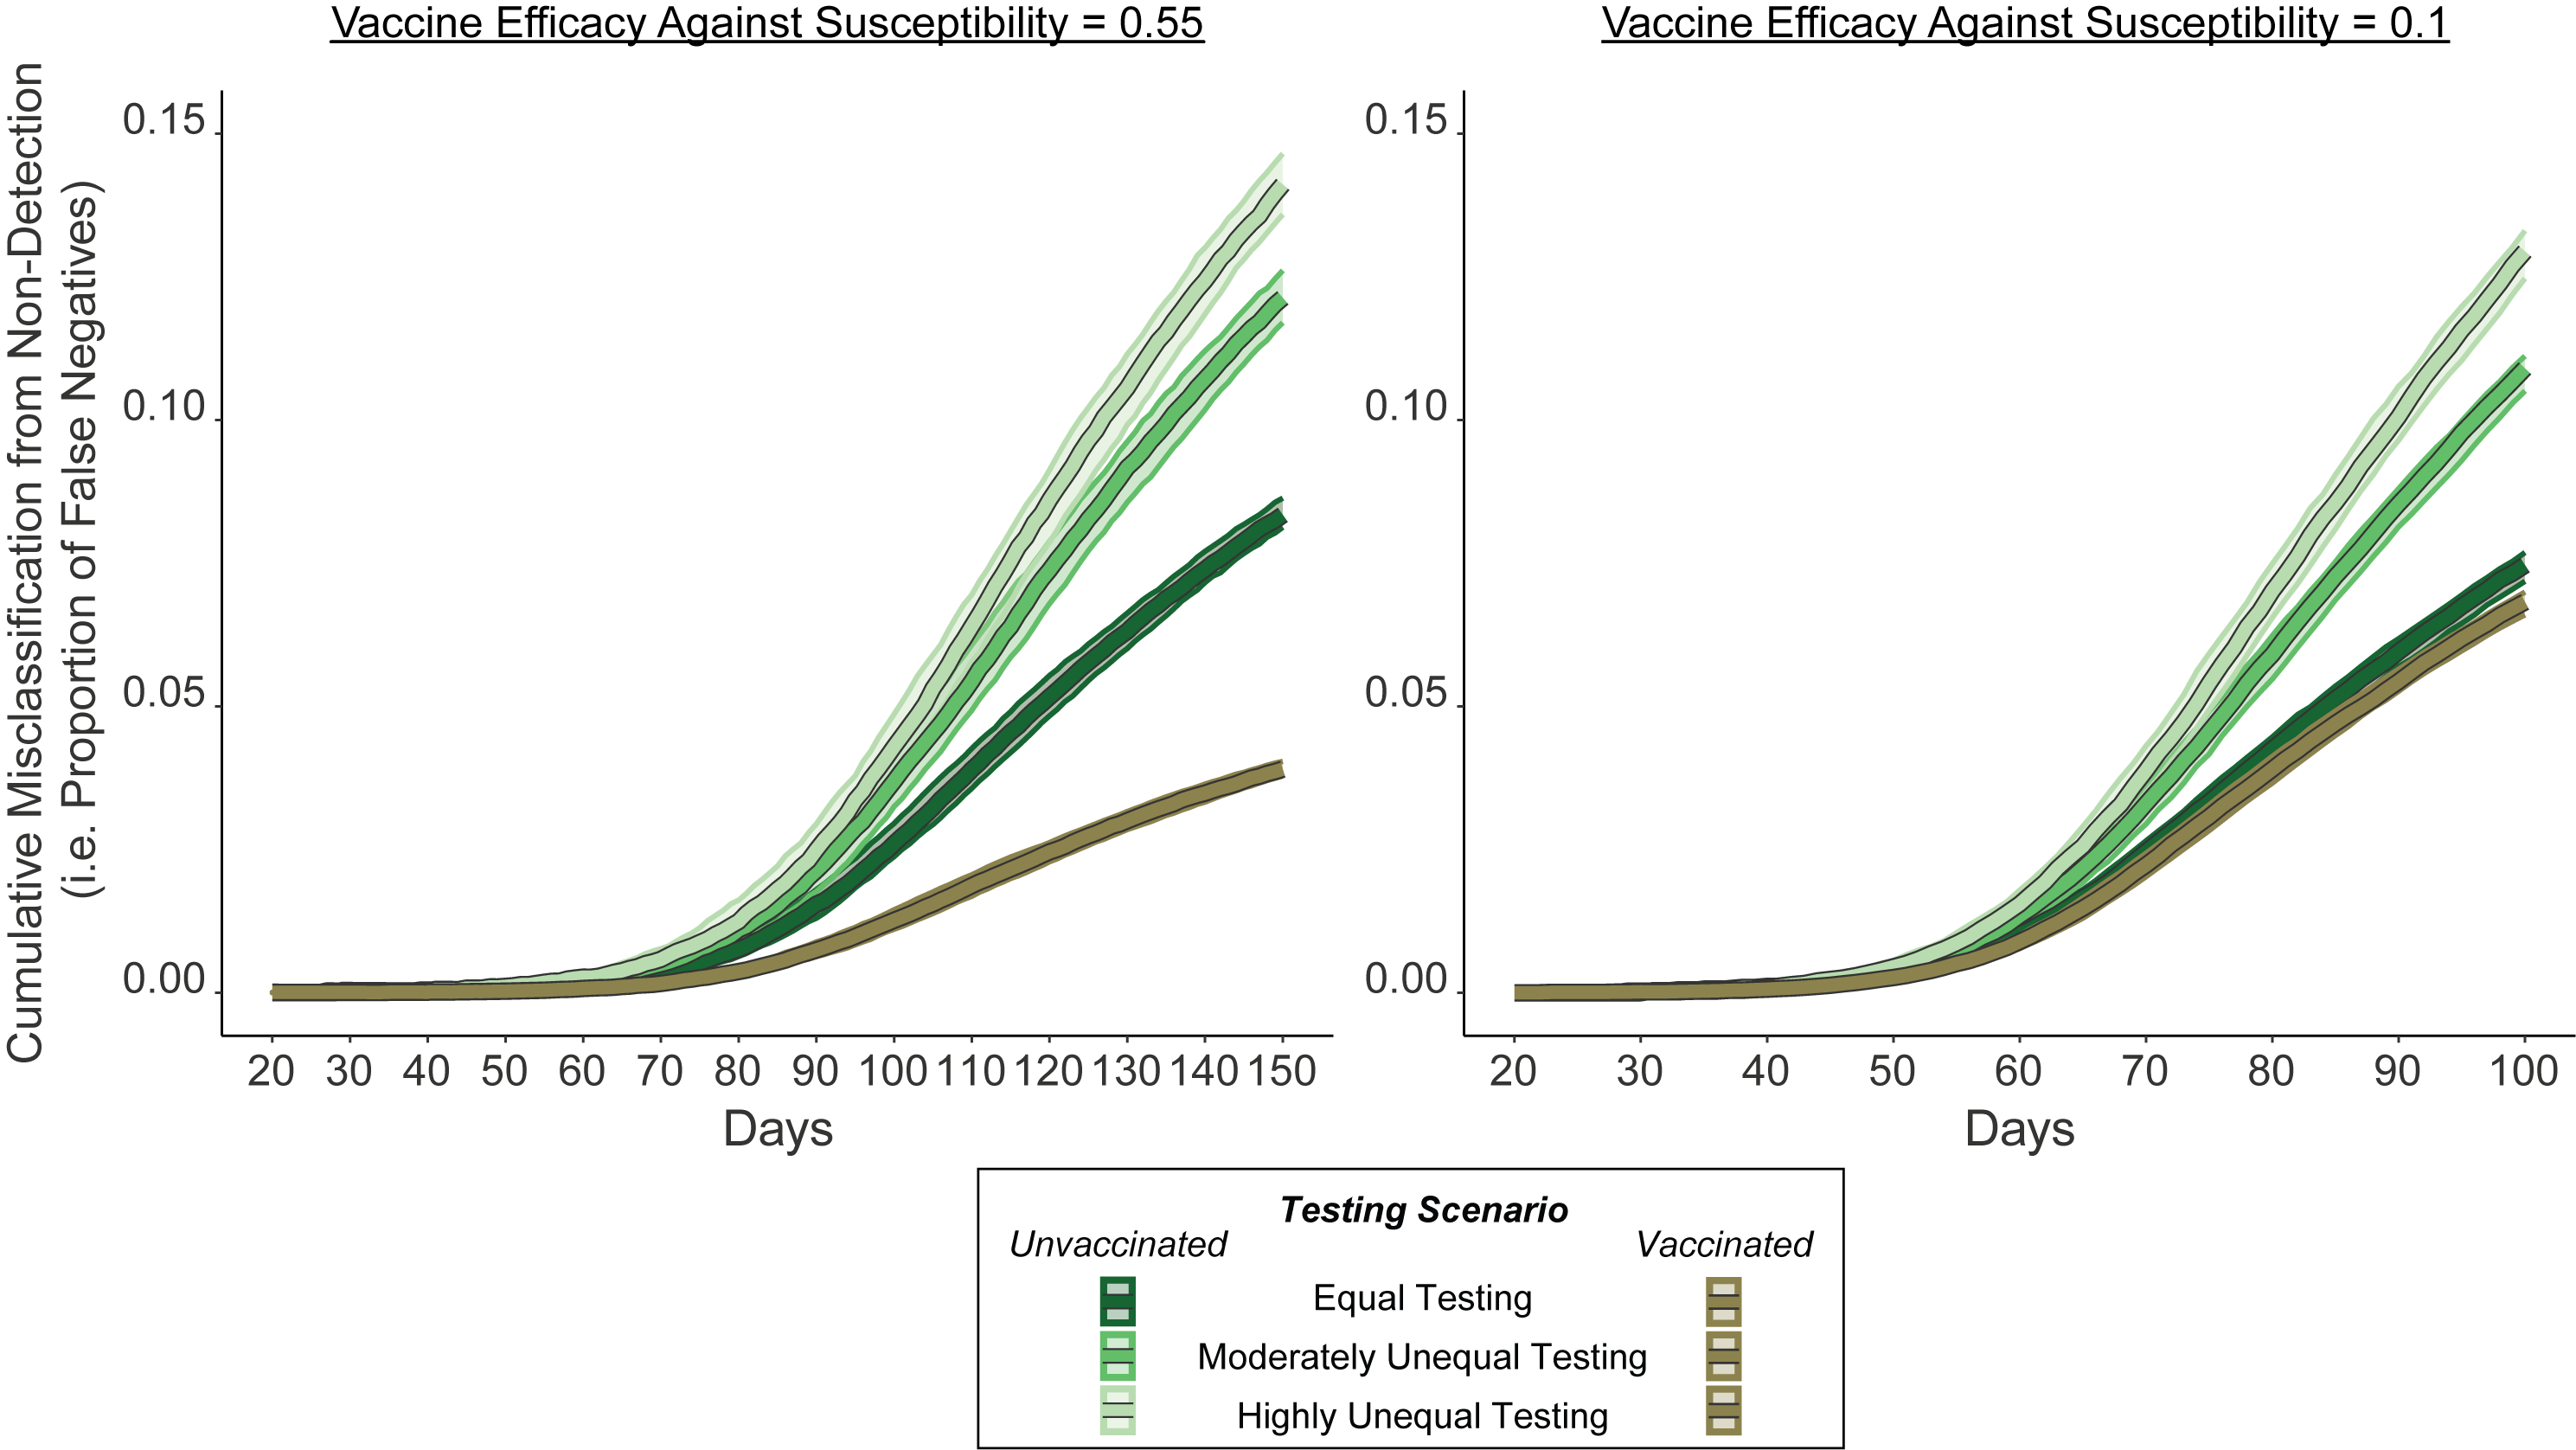 Vaccine Efficacy Against Susceptibility = 0.55
Vaccine Efficacy Against Susceptibility = 0.1
Cumulative Misclassification from Non-Detection
(i.e. Proportion of False Negatives)
0.15
0.10
0.05
0.00
20 30 40 50 60 70 80 90 100 110 120 130 140 150
Days
0.15
0.10
0.05
0.00
20 30 40 50 60 70 80 90 100
Days
Testing Scenario
Unvaccinated Vaccinated
Equal Testing
Moderately Unequal Testing
Highly Unequal Testing